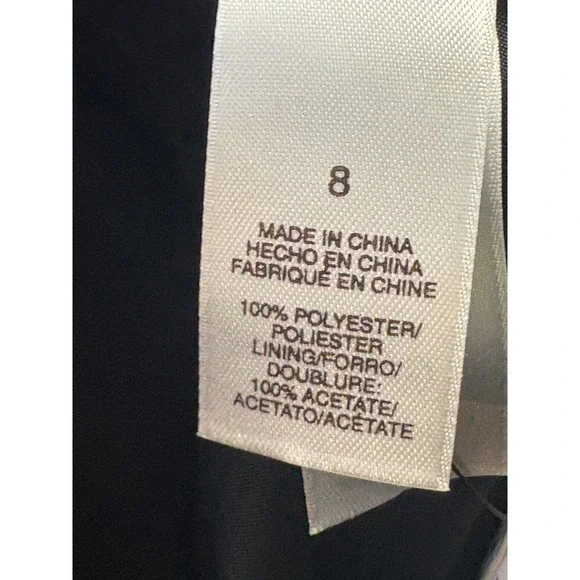 8
MADE IN CHINA
HECHO EN CHINA
FABRIQUÉ EN CHINE
100% POLYESTER/
POLIESTER
LINING/FORRO/
DOUBLURE:
100% ACETATE/
ACETATO/ACÉTATE